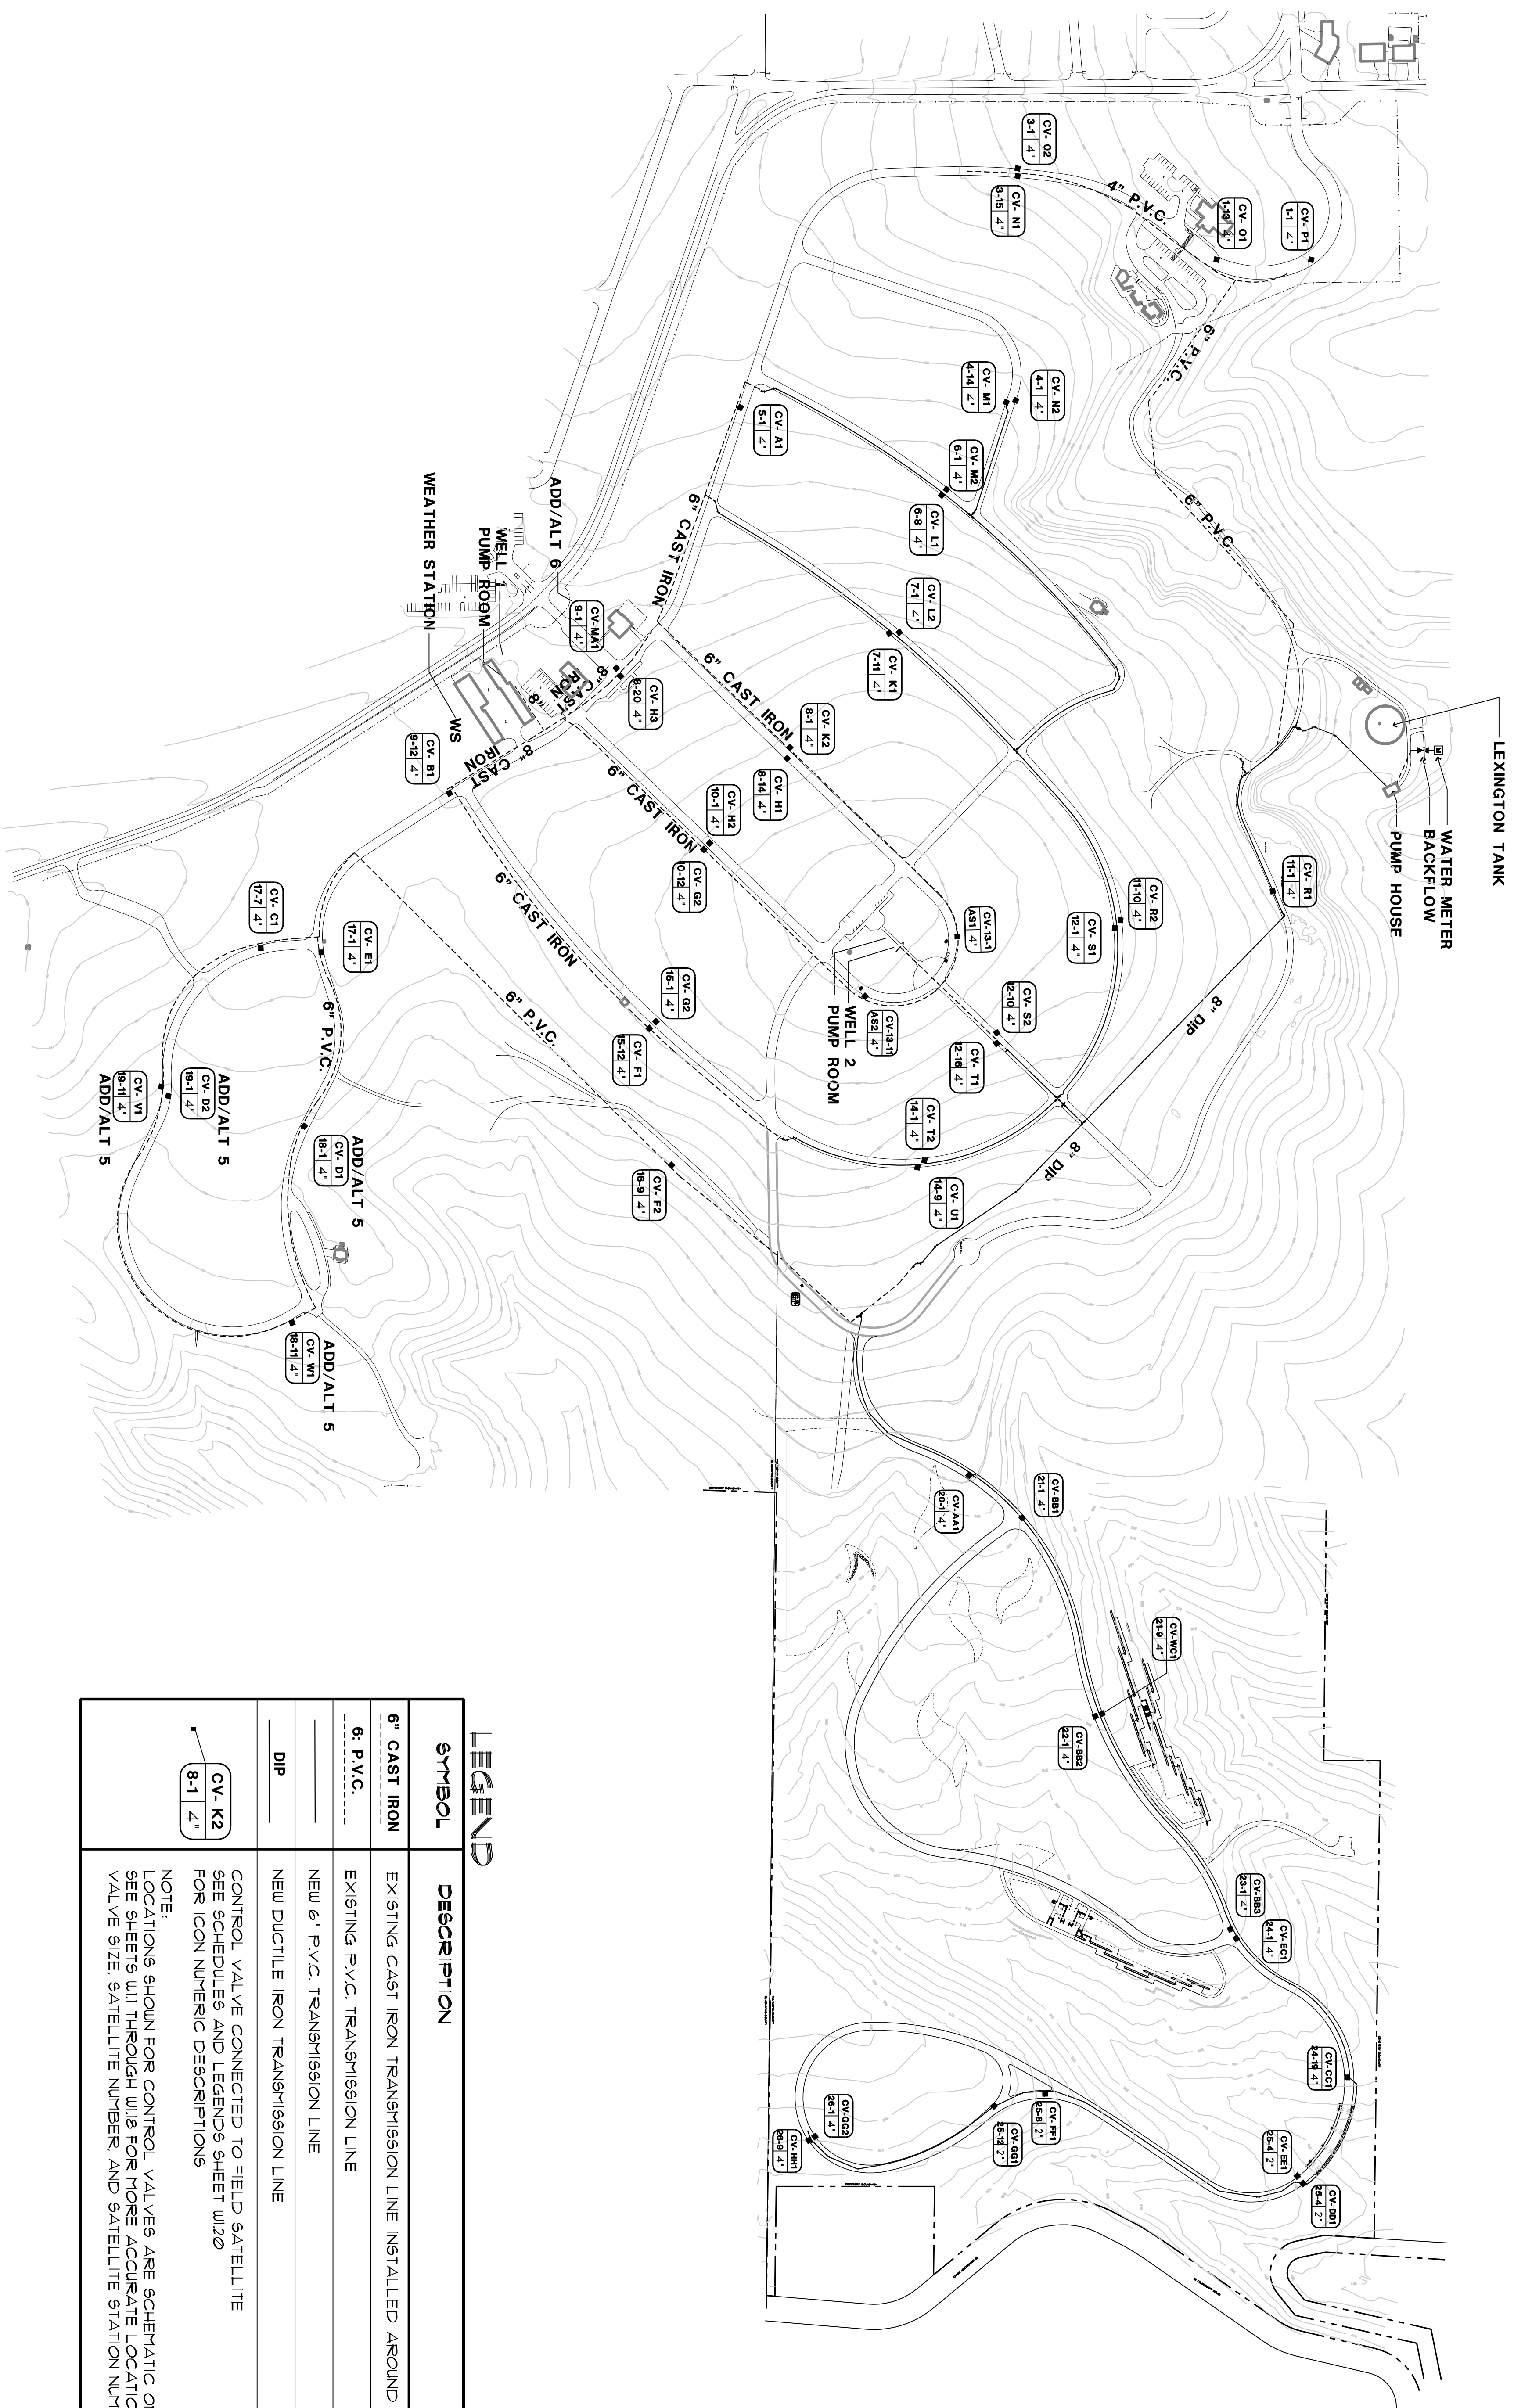 LEXINGTON TANK
WATER METER
BACKFLOW
PUMP HOUSE
M
CV- P1
1-1 4"
CV- O1
1-13 4"
CV- O2
3-1 4"
CV- N1
3-15 4"
4" P.V.C.
6" P.V.C.
6" P.V.C.
CV- N2
4-1 4"
CV- M1
4-14 4"
CV- M2
6-1 4"
CV- L1
6-8 4"
CV- A1
5-1 4"
CV- L2
7-1 4"
CV- K1
7-11 4"
CV- K2
8-1 4"
CV- H1
8-14 4"
CV- H2
10-1 4"
CV- G2
10-12 4"
CV- H3
8-20 4"
CV-MA1
9-1 4"
CV- B1
9-12 4"
6" CAST IRON
6" CAST IRON
6" CAST IRON
6" CAST IRON
8" CAST
IRON
8" CAST
IRON
8"
ADD/ALT 6
WELL 1
PUMP ROOM
WEATHER STATION
WS
CV- R1
11-1 4"
CV- R2
11-10 4"
CV- S1
12-1 4"
CV- S2
12-10 4"
CV- T1
12-16 4"
CV- T2
14-1 4"
CV- U1
14-9 4"
CV-13-1
AS1 4"
CV-13-11
AS2 4"
WELL 2
PUMP ROOM
8" DIP
8" DIP
CV- G2
15-1 4"
CV- F1
15-12 4"
CV- F2
16-9 4"
6" P.V.C.
6" P.V.C.
CV- C1
17-7 4"
CV- E1
17-1 4"
CV- D1
18-1 4"
ADD/ALT 5
CV- D2
19-1 4"
ADD/ALT 5
CV- V1
19-11 4"
ADD/ALT 5
CV- W1
18-11 4"
ADD/ALT 5
CV-AA1
20-1 4"
CV-BB1
21-1 4"
CV-WC1
21-9 4"
CV-BB2
22-1 4"
CV-BB3
23-1 4"
CV-EC1
24-1 4"
CV-CC1
24-19 4"
CV-EE1
25-4 2"
CV-DD1
25-4 2"
CV-FF1
25-8 2"
CV-GG1
25-12 2"
CV-GG2
26-1 4"
CV-HH1
26-9 4"
LEGEND
SYMBOL DESCRIPTION
6" CAST IRON EXISTING CAST IRON TRANSMISSION LINE INSTALLED AROUND
6: P.V.C. EXISTING P.V.C. TRANSMISSION LINE
NEW 6" P.V.C. TRANSMISSION LINE
DIP NEW DUCTILE IRON TRANSMISSION LINE
CV- K2
8-1 4"
CONTROL VALVE CONNECTED TO FIELD SATELLITE
SEE SCHEDULES AND LEGENDS SHEET W1.20
FOR ICON NUMERIC DESCRIPTIONS
NOTE:
LOCATIONS SHOWN FOR CONTROL VALVES ARE SCHEMATIC
SEE SHEETS W1.1 THROUGH W1.18 FOR MORE ACCURATE
VALVE SIZE, SATELLITE NUMBER, AND SATELLITE STATION